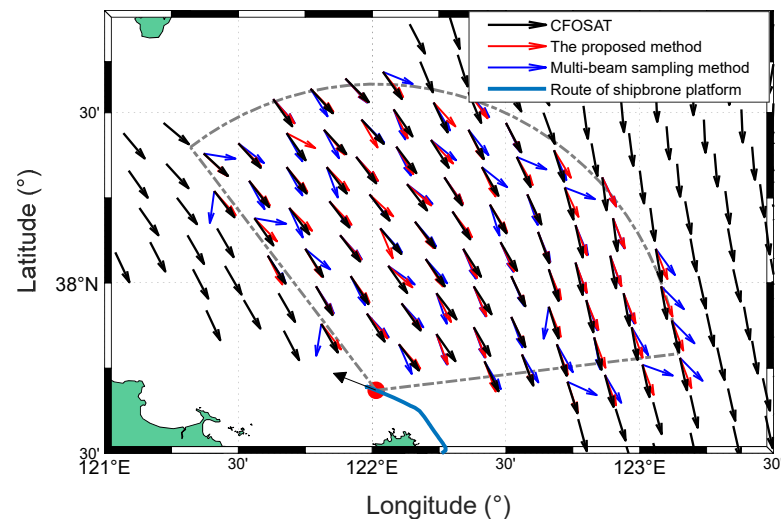 CFOSAT
The proposed method
Multi-beam sampling method
Route of shipbrone platform
30'
38°N
30'
121°E
30'
122°E
30'
123°E
30
Latitude (°)
Longitude (°)